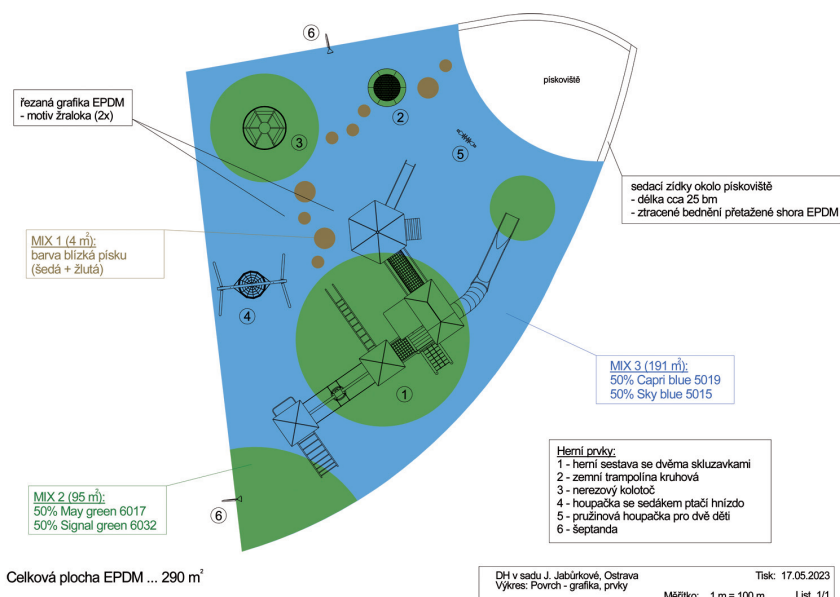 6
pískoviště
řezaná grafika EPDM
- motiv žraloka (2x)
2
3
5
sedací zídky okolo pískoviště
- délka cca 25 bm
- ztracené bednění přetažené shora EPDM
MIX 1 (4 m²):
barva blízká písku
(šedá + žlutá)
4
MIX 3 (191 m²):
50% Capri blue 5019
50% Sky blue 5015
1
Herní prvky:
1 - herní sestava se dvěma skluzavkami
2 - zemní trampolína kruhová
3 - nerezový kolotoč
4 - houpačka se sedákem ptačí hnízdo
5 - pružinová houpačka pro dvě děti
6 - šeptanda
MIX 2 (95 m²):
50% May green 6017
50% Signal green 6032
6
Celková plocha EPDM ... 290 m²
DH v sadu J. Jabůrkové, Ostrava Tisk: 17.05.2023
Výkres: Povrch - grafika, prvky
Měřítko: 1 m = 100 m List 1/1